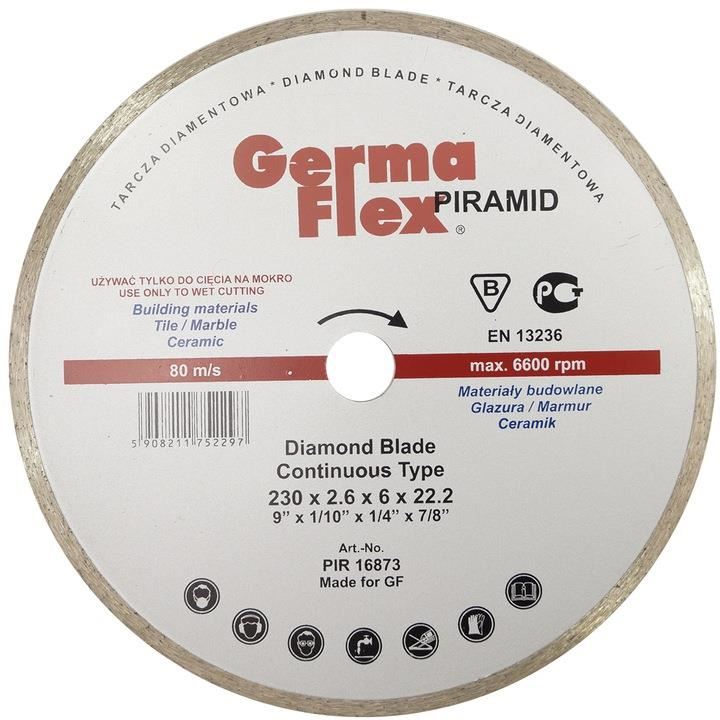 TARCZA DIAMENTOWA * DIAMOND BLADE * TARCZA DIAMENTOWA
Germa
Flex PIRAMID
®
UŻYWAĆ TYLKO DO CIĘCIA NA MOKRO
USE ONLY TO WET CUTTING
Building materials
Tile / Marble
Ceramic
B
PCT
EN 13236
80 m/s
max. 6600 rpm
Materiały budowlane
Glazura / Marmur
Ceramik
5 908211 752297
Diamond Blade
Continuous Type
230 x 2.6 x 6 x 22.2
9” x 1/10” x 1/4” x 7/8”
Art.-No.
PIR 16873
Made for GF